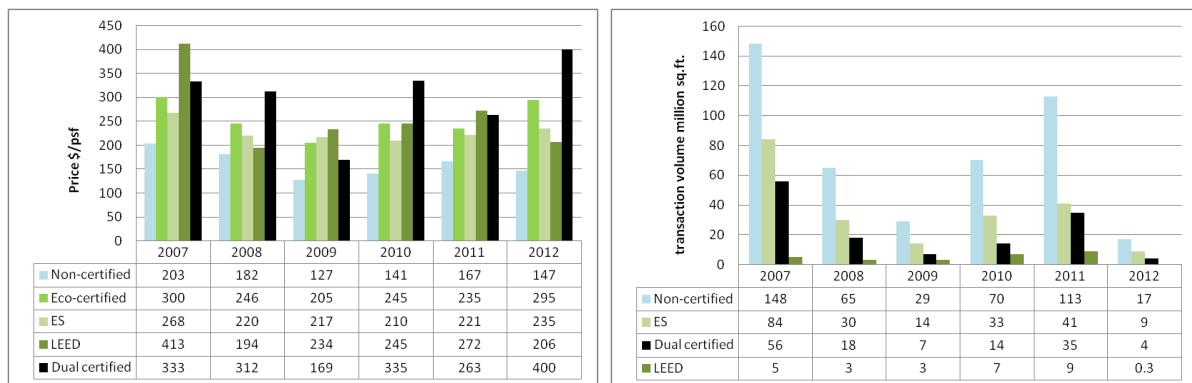 450
400
350
300
250
200
150
100
50
0
Price $/psf
2007 2008 2009 2010 2011 2012
Non-certified 203 182 127 141 167 147
Eco-certified 300 246 205 245 235 295
ES 268 220 217 210 221 235
LEED 413 194 234 245 272 206
Dual certified 333 312 169 335 263 400
160
140
120
100
80
60
40
20
0
transaction volume million sq.ft.
2007 2008 2009 2010 2011 2012
Non-certified 148 65 29 70 113 17
ES 84 30 14 33 41 9
Dual certified 56 18 7 14 35 4
LEED 5 3 3 7 9 0.3